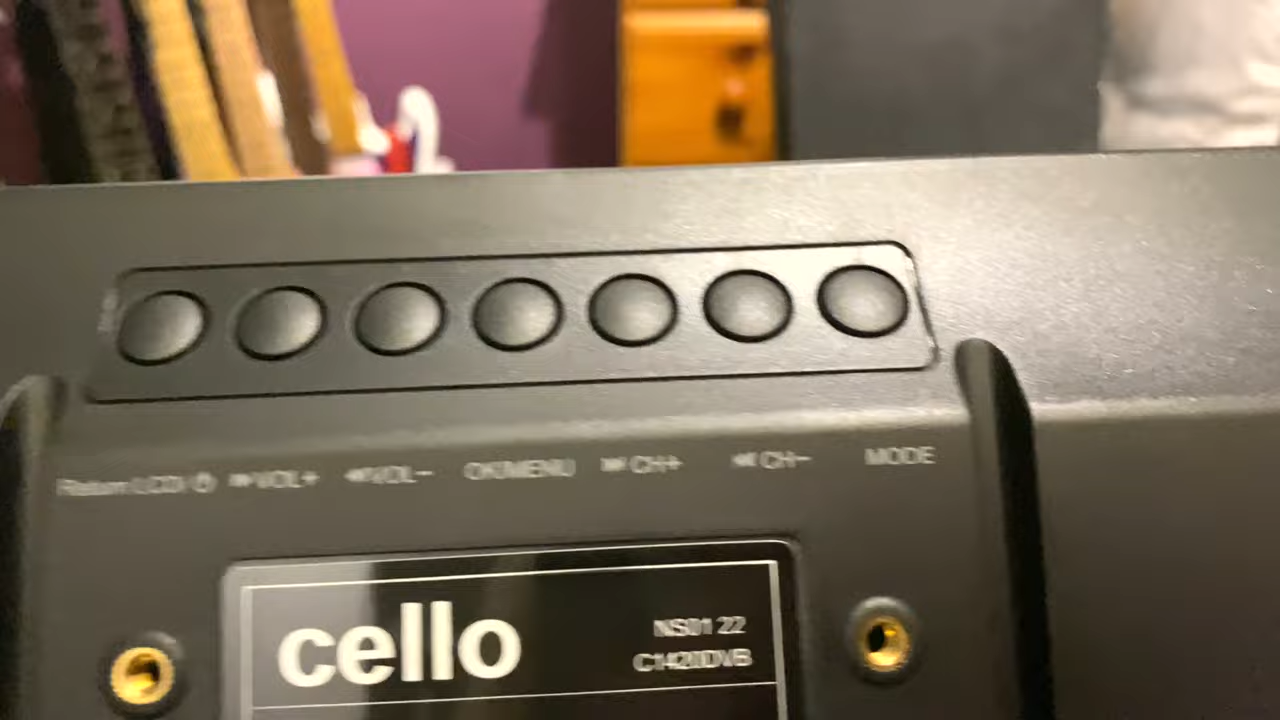 Return LCD/ ⏻ ⏭VOL+ ⏮VOL- OK/MENU ⏭ CH+ ⏮ CH- MODE
cello
NS01 22
C1420DVB